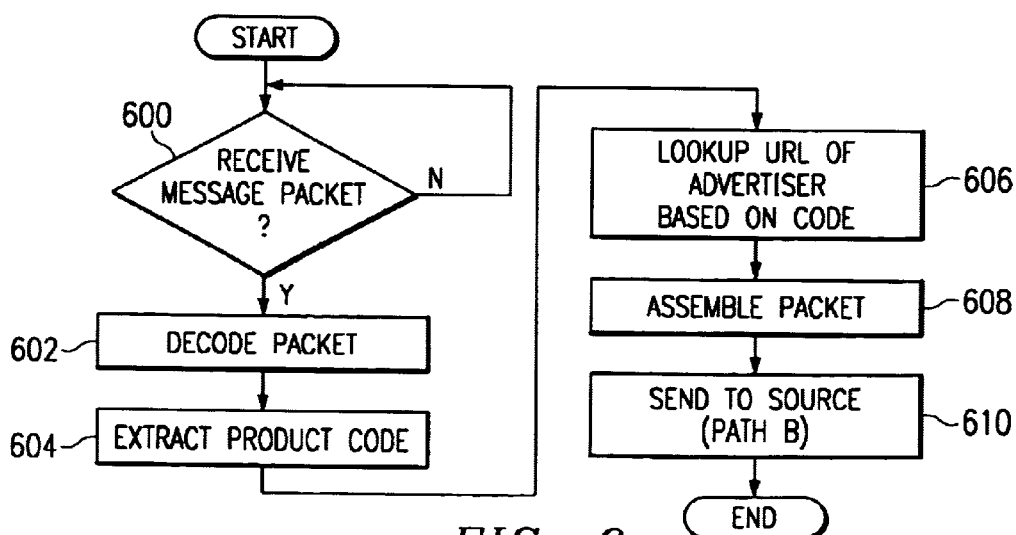 START
600
RECEIVE
MESSAGE PACKET
?
N
Y
602
DECODE PACKET
604
EXTRACT PRODUCT CODE
LOOKUP URL OF
ADVERTISER
BASED ON CODE
606
ASSEMBLE PACKET
608
SEND TO SOURCE
(PATH B)
610
END